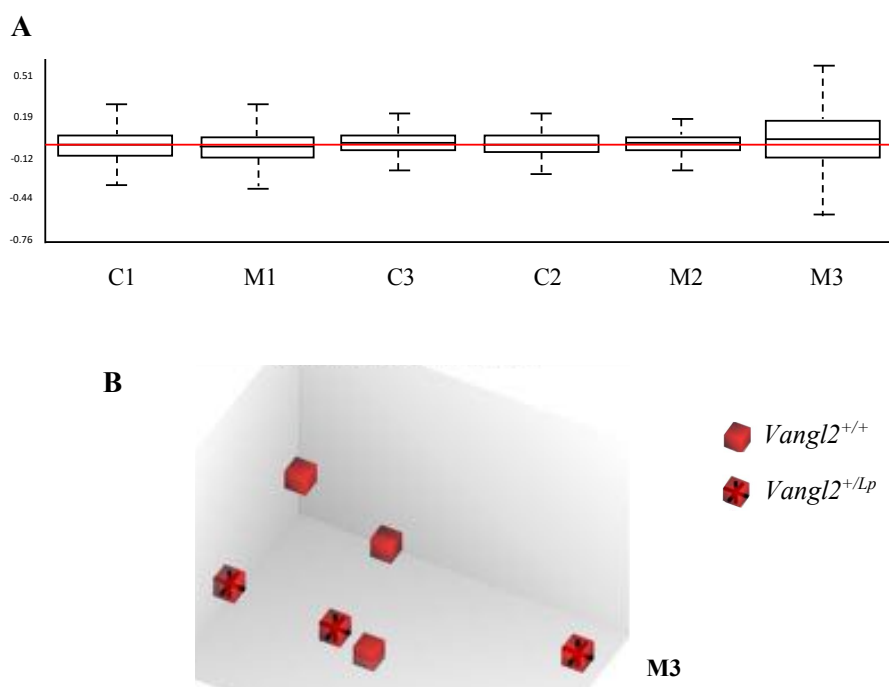 A
0.51
0.19
-0.12
-0.44
-0.76
C1 M1 C3 C2 M2 M3
B
Vangl2+/+
Vangl2+/Lp
M3